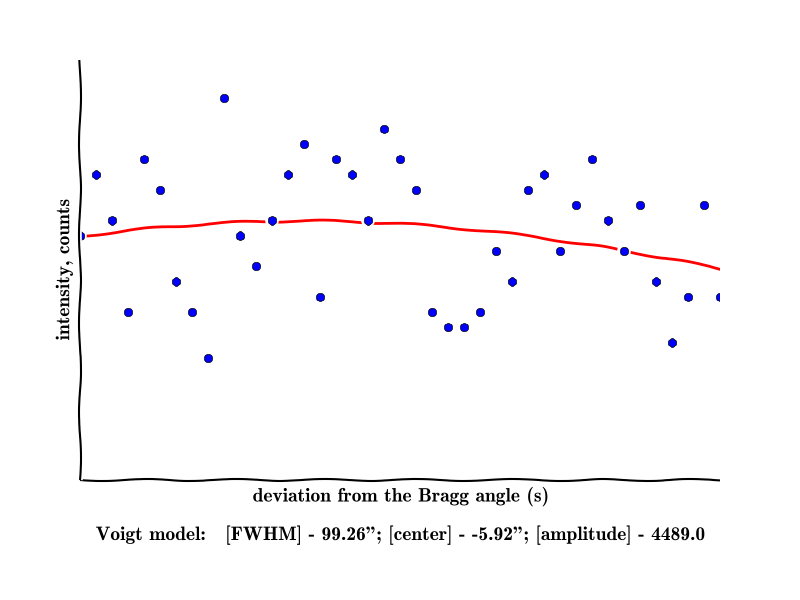 intensity, counts
deviation from the Bragg angle (s)
Voigt model: [FWHM] - 99.26”; [center] - -5.92”; [amplitude] - 4489.0